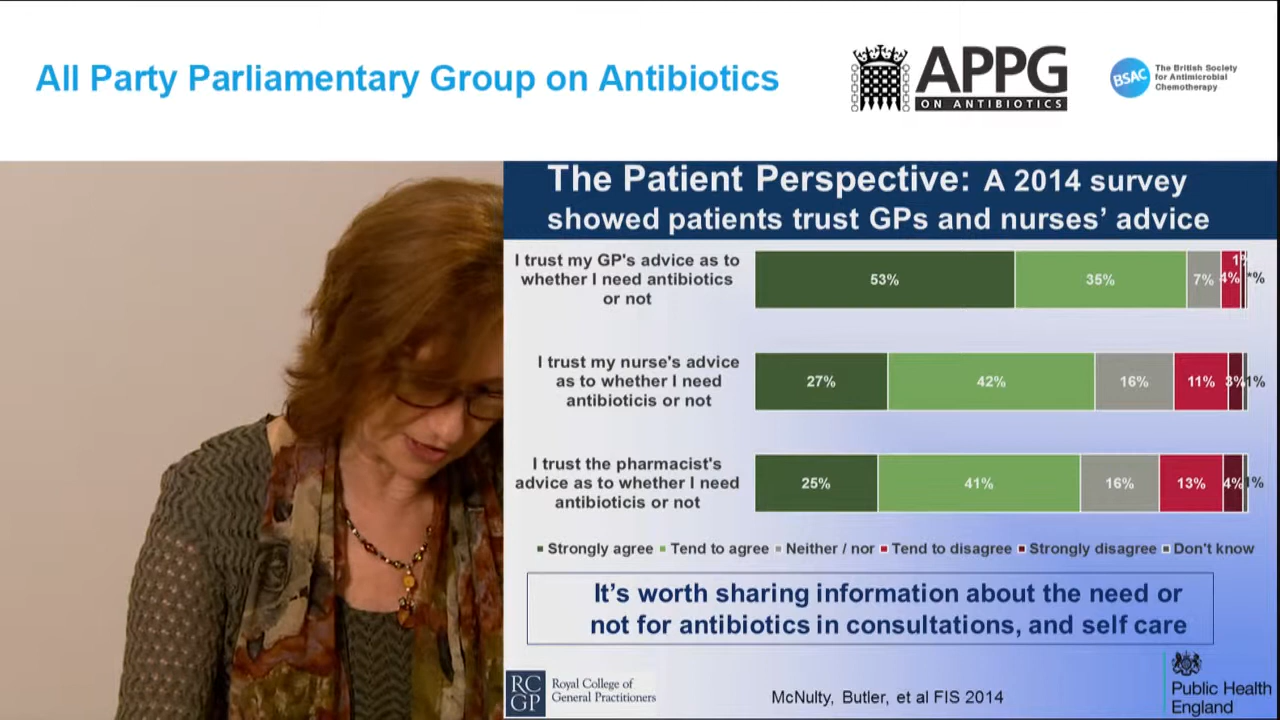 All Party Parliamentary Group on Antibiotics
APPG
ON ANTIBIOTICS
BSAC
The British Society
for Antimicrobial
Chemotherapy
The Patient Perspective: A 2014 survey
showed patients trust GPs and nurses’ advice
I trust my GP's advice as to
whether I need antibiotics
or not
53% 35% 7% 4% 1% *%
I trust my nurse's advice
as to whether I need
antibioticis or not
27% 42% 16% 11% 3% 1%
I trust the pharmacist's
advice as to whether I need
antibioticis or not
25% 41% 16% 13% 4% 1%
Strongly agree Tend to agree Neither / nor Tend to disagree Strongly disagree Don't know
It’s worth sharing information about the need or
not for antibiotics in consultations, and self care
RC
GP
Royal College of
General Practitioners
McNulty, Butler, et al FIS 2014
Public Health
England